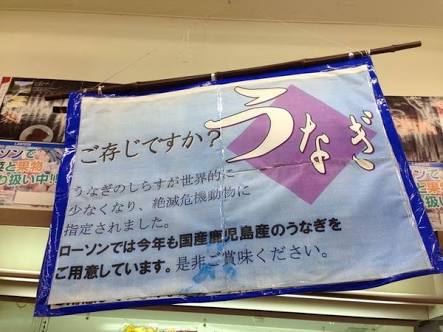 うなぎ
ご存じですか?
うなぎのしらすが世界的に
少なくなり、絶滅危機動物に
指定されました。
ローソンでは今年も国産鹿児島産のうなぎを
ご用意しています。是非ご賞味ください。